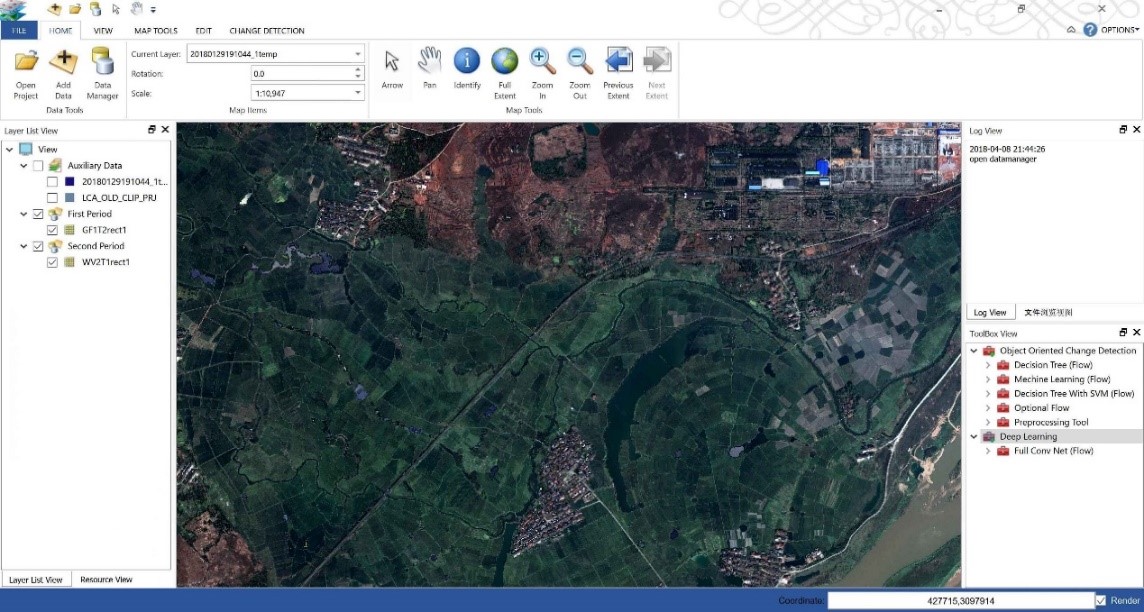 FILE HOME VIEW MAP TOOLS EDIT CHANGE DETECTION OPTIONS
Current Layer: 20180129191044_1temp
Rotation: 0.0
Scale: 1:10,947
Open Project
Add Data
Data Manager
Arrow
Pan
Identify
Full Extent
Zoom In
Zoom Out
Previous Extent
Next Extent
Data Tools
Map Items
Map Tools
Layer List View
View
Auxiliary Data
20180129191044_1t...
LCA_OLD_CLIP_PRJ
First Period
GF1T2rect1
Second Period
WV2T1rect1
Layer List View Resource View
Log View
2018-04-08 21:44:26
open datamanager
Log View 文件浏览视图
ToolBox View
Object Oriented Change Detection
Decision Tree (Flow)
Mechine Learning (Flow)
Decision Tree With SVM (Flow)
Optional Flow
Preprocessing Tool
Deep Learning
Full Conv Net (Flow)
Coordinate: 427715,3097914 Render